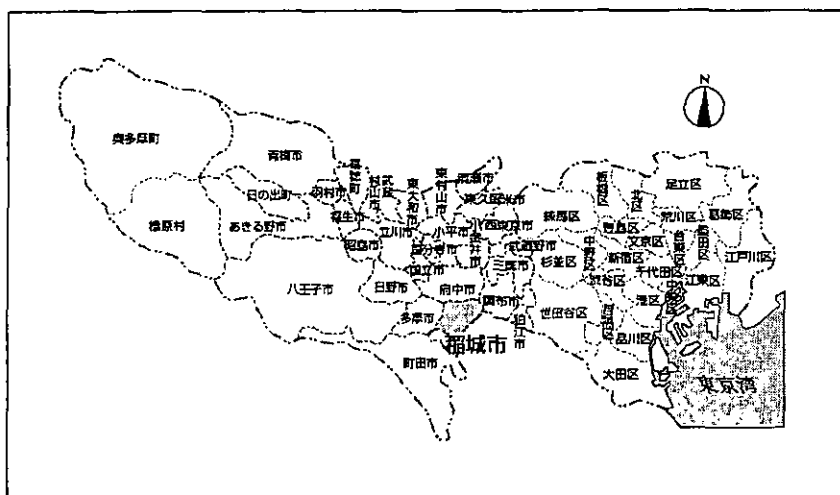 N
奥多摩町
青梅市
日の出町
檜原村
あきる野市
羽村市
瑞穂町
武蔵
村山市
福生市
昭島市
立川市
東大和市
東村山市
清瀬市
東久留米市
小平市
西東京市
小金井市
国分寺市
国立市
武蔵野市
三鷹市
八王子市
日野市
府中市
調布市
狛江市
多摩市
稲城市
町田市
練馬区
板橋区
北区
足立区
葛飾区
荒川区
豊島区
文京区
台東区
墨田区
江戸川区
中野区
杉並区
新宿区
千代田区
中央区
江東区
渋谷区
港区
世田谷区
目黒区
品川区
大田区
東京湾